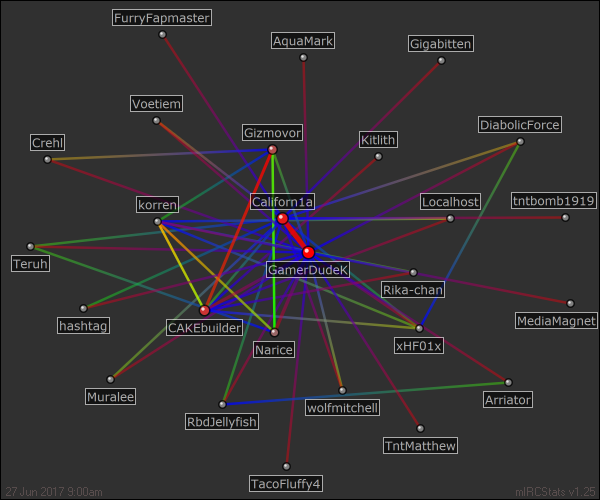 FurryFapmaster
AquaMark
Gigabitten
Voetiem
Gizmovor
DiabolicForce
Crehl
Kitlith
korren
Californ1a
Localhost
tntbomb1919
Teruh
GamerDudeK
Rika-chan
hashtag
CAKEbuilder
MediaMagnet
Narice
xHF01x
Muralee
wolfmitchell
Arriator
RbdJellyfish
TntMatthew
TacoFluffy4
27 Jun 2017 9:00am
mIRCStats v1.25